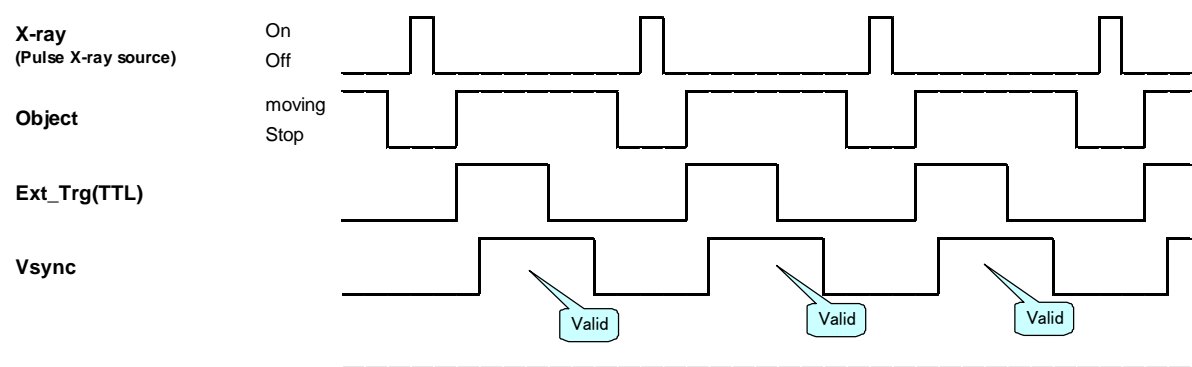 X-ray
(Pulse X-ray source)
On
Off
Object
moving
Stop
Ext_Trg(TTL)
Vsync
Valid
Valid
Valid